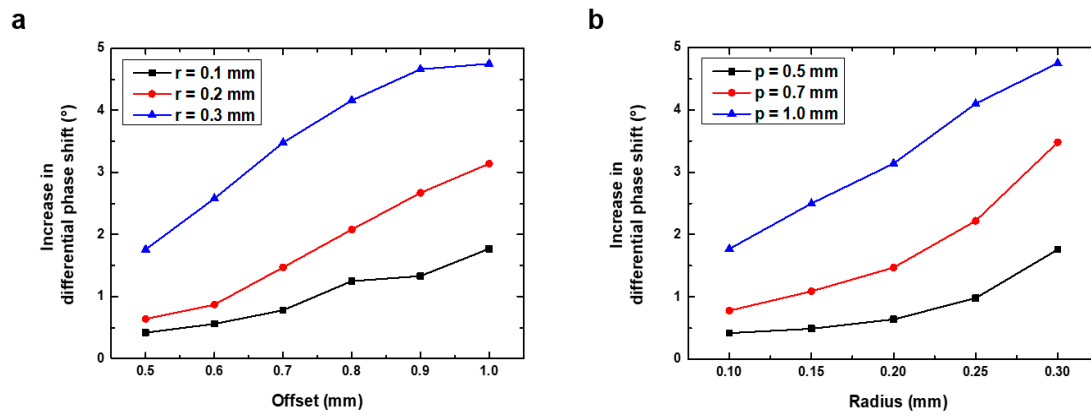 a
5
4
3
2
1
0
Increase in
differential phase shift (°)
r = 0.1 mm
r = 0.2 mm
r = 0.3 mm
0.5 0.6 0.7 0.8 0.9 1.0
Offset (mm)
b
5
4
3
2
1
0
Increase in
differential phase shift (°)
p = 0.5 mm
p = 0.7 mm
p = 1.0 mm
0.10 0.15 0.20 0.25 0.30
Radius (mm)